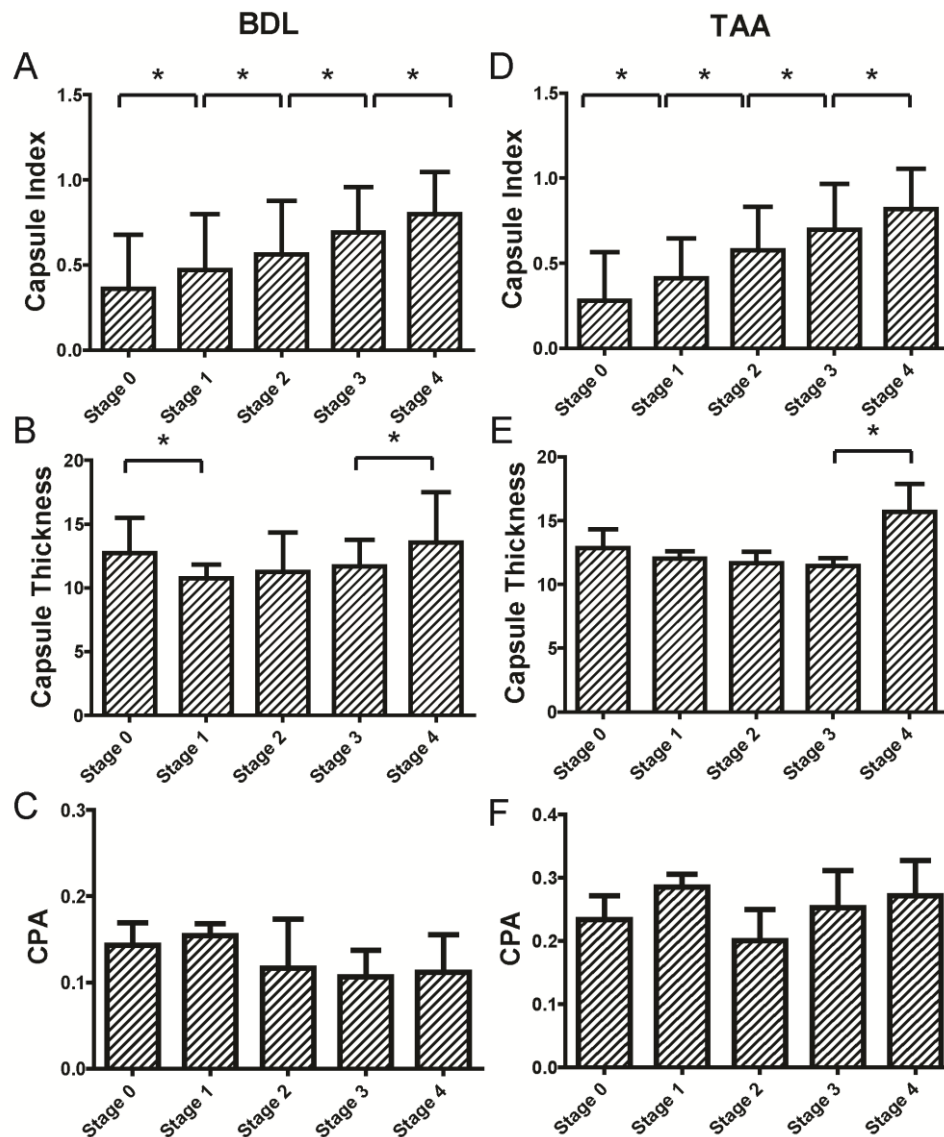 BDL
TAA
A
* * * *
Capsule Index
1.5
1.0
0.5
0.0
Stage 0
Stage 1
Stage 2
Stage 3
Stage 4
D
* * * *
Capsule Index
1.5
1.0
0.5
0.0
Stage 0
Stage 1
Stage 2
Stage 3
Stage 4
B
* *
Capsule Thickness
20
15
10
5
0
Stage 0
Stage 1
Stage 2
Stage 3
Stage 4
E
*
Capsule Thickness
20
15
10
5
0
Stage 0
Stage 1
Stage 2
Stage 3
Stage 4
C
CPA
0.3
0.2
0.1
0.0
Stage 0
Stage 1
Stage 2
Stage 3
Stage 4
F
CPA
0.4
0.3
0.2
0.1
0.0
Stage 0
Stage 1
Stage 2
Stage 3
Stage 4